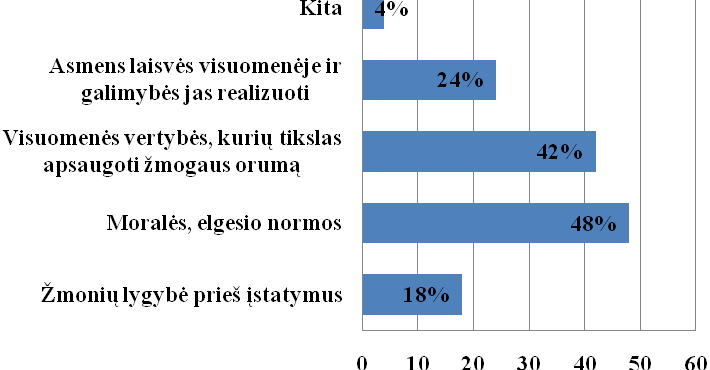 Kita
4%
Asmens laisvės visuomenėje ir
galimybės jas realizuoti
24%
Visuomenės vertybės, kurių tikslas
apsaugoti žmogaus orumą
42%
Moralės, elgesio normos
48%
Žmonių lygybė prieš įstatymus
18%
0 10 20 30 40 50 60